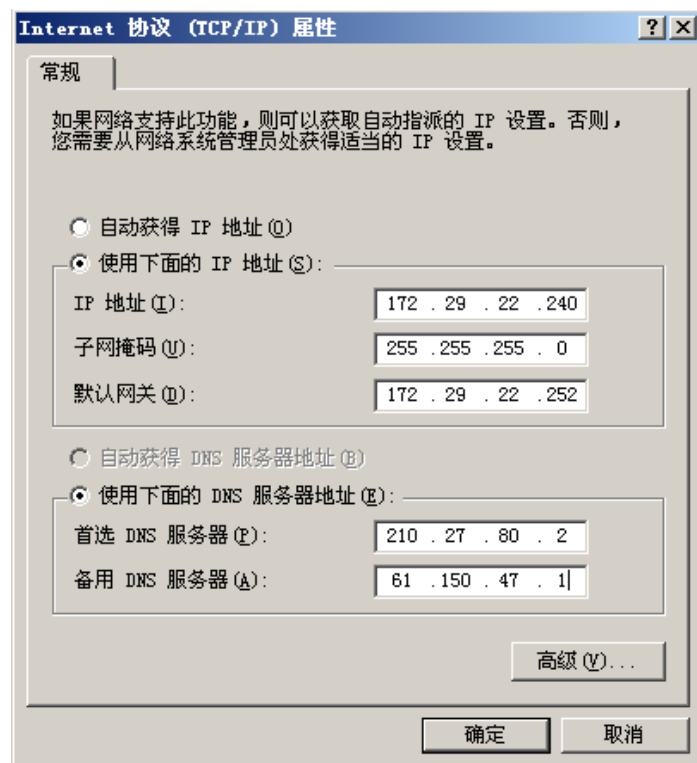 Internet 协议 (TCP/IP) 属性
常规
如果网络支持此功能,则可以获取自动指派的 IP 设置。否则,
您需要从网络系统管理员处获得适当的 IP 设置。
自动获得 IP 地址(O)
使用下面的 IP 地址(S):
IP 地址(I): 172 . 29 . 22 .240
子网掩码(U): 255 .255 .255 . 0
默认网关(D): 172 . 29 . 22 .252
自动获得 DNS 服务器地址(B)
使用下面的 DNS 服务器地址(E):
首选 DNS 服务器(P): 210 . 27 . 80 . 2
备用 DNS 服务器(A): 61 .150 . 47 . 1
高级(V)...
确定 取消